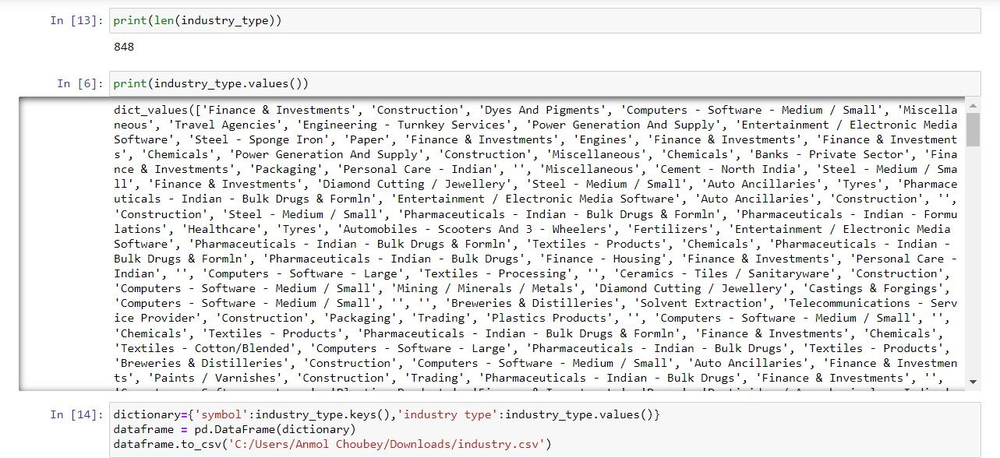 In [13]: print(len(industry_type))
848
In [6]: print(industry_type.values())
dict_values(['Finance & Investments', 'Construction', 'Dyes And Pigments', 'Computers - Software - Medium / Small', 'Miscella
neous', 'Travel Agencies', 'Engineering - Turnkey Services', 'Power Generation And Supply', 'Entertainment / Electronic Media
Software', 'Steel - Sponge Iron', 'Paper', 'Finance & Investments', 'Engines', 'Finance & Investments', 'Finance & Investment
s', 'Chemicals', 'Power Generation And Supply', 'Construction', 'Miscellaneous', 'Chemicals', 'Banks - Private Sector', 'Fina
nce & Investments', 'Packaging', 'Personal Care - Indian', '', 'Miscellaneous', 'Cement - North India', 'Steel - Medium / Sma
ll', 'Finance & Investments', 'Diamond Cutting / Jewellery', 'Steel - Medium / Small', 'Auto Ancillaries', 'Tyres', 'Pharmace
uticals - Indian - Bulk Drugs & Formln', 'Entertainment / Electronic Media Software', 'Auto Ancillaries', 'Construction', '',
'Construction', 'Steel - Medium / Small', 'Pharmaceuticals - Indian - Bulk Drugs & Formln', 'Pharmaceuticals - Indian - Formu
lations', 'Healthcare', 'Tyres', 'Automobiles - Scooters And 3 - Wheelers', 'Fertilizers', 'Entertainment / Electronic Media
Software', 'Pharmaceuticals - Indian - Bulk Drugs & Formln', 'Textiles - Products', 'Chemicals', 'Pharmaceuticals - Indian -
Bulk Drugs & Formln', 'Pharmaceuticals - Indian - Bulk Drugs', 'Finance - Housing', 'Finance & Investments', 'Personal Care -
Indian', '', 'Computers - Software - Large', 'Textiles - Processing', '', 'Ceramics - Tiles / Sanitaryware', 'Construction',
'Computers - Software - Medium / Small', 'Mining / Minerals / Metals', 'Diamond Cutting / Jewellery', 'Castings & Forgings',
'Computers - Software - Medium / Small', '', '', 'Breweries & Distilleries', 'Solvent Extraction', 'Telecommunications - Serv
ice Provider', 'Construction', 'Packaging', 'Trading', 'Plastics Products', '', 'Computers - Software - Medium / Small', '',
'Chemicals', 'Textiles - Products', 'Pharmaceuticals - Indian - Bulk Drugs & Formln', 'Finance & Investments', 'Chemicals',
'Textiles - Cotton/Blended', 'Computers - Software - Large', 'Pharmaceuticals - Indian - Bulk Drugs', 'Textiles - Products',
'Breweries & Distilleries', 'Construction', 'Computers - Software - Medium / Small', 'Auto Ancillaries', 'Finance & Investmen
ts', 'Paints / Varnishes', 'Construction', 'Trading', 'Pharmaceuticals - Indian - Bulk Drugs', 'Finance & Investments', '',
In [14]: dictionary={'symbol':industry_type.keys(),'industry type':industry_type.values()}
dataframe = pd.DataFrame(dictionary)
dataframe.to_csv('C:/Users/Anmol Choubey/Downloads/industry.csv')